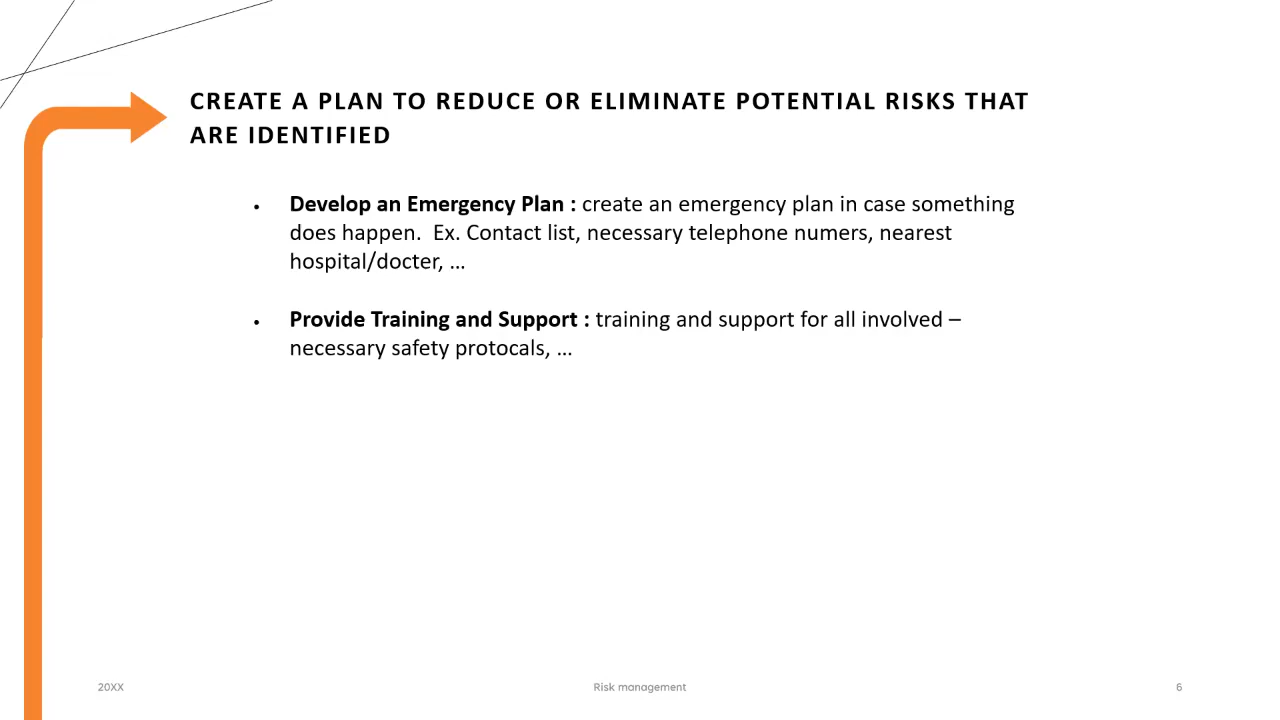 CREATE A PLAN TO REDUCE OR ELIMINATE POTENTIAL RISKS THAT
ARE IDENTIFIED
• Develop an Emergency Plan : create an emergency plan in case something
does happen.  Ex. Contact list, necessary telephone numers, nearest
hospital/docter, …
• Provide Training and Support : training and support for all involved –
necessary safety protocals, …
20XX
Risk management
6